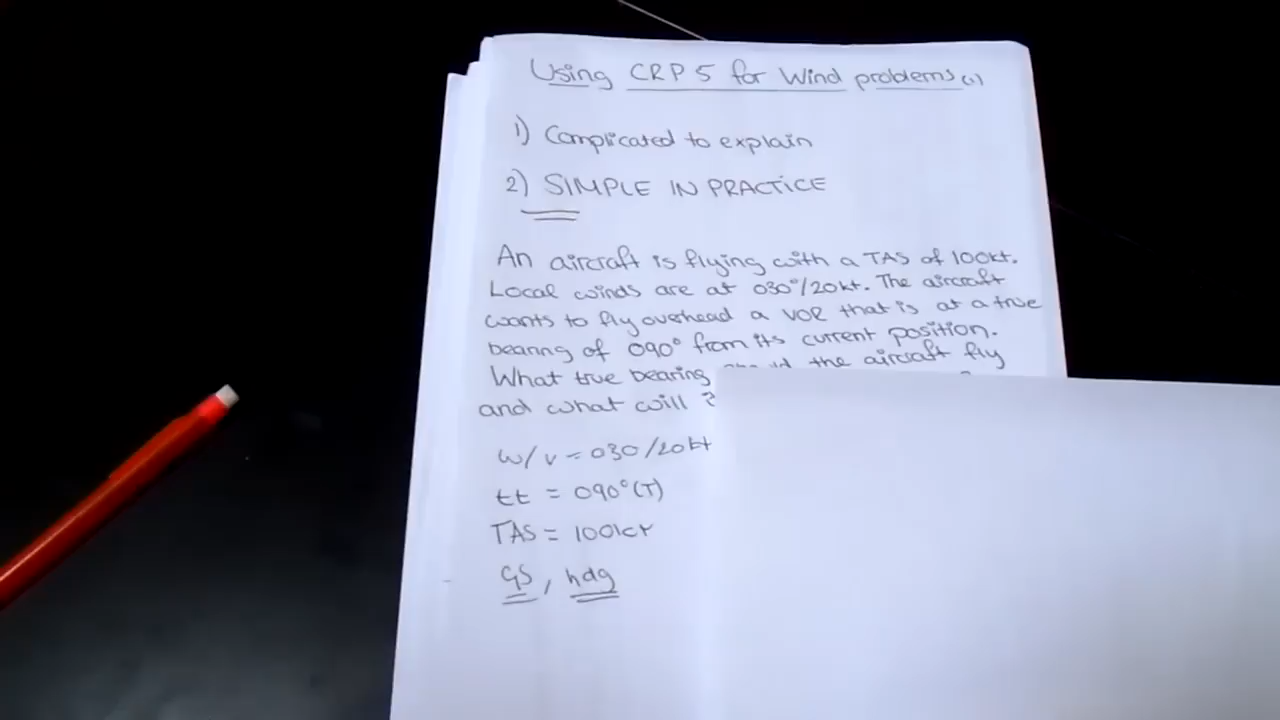 Using CRP5 for Wind problems (1)
1) Complicated to explain
2) SIMPLE IN PRACTICE
An aircraft is flying with a TAS of 100kt.
Local winds are at 030°/20kt. The aircraft
wants to fly overhead a VOR that is at a true
bearing of 090° from its current position.
What true bearing the aircraft fly
and what will
W/V = 030/20kt
tt = 090°(T)
TAS = 100kt
GS, hdg